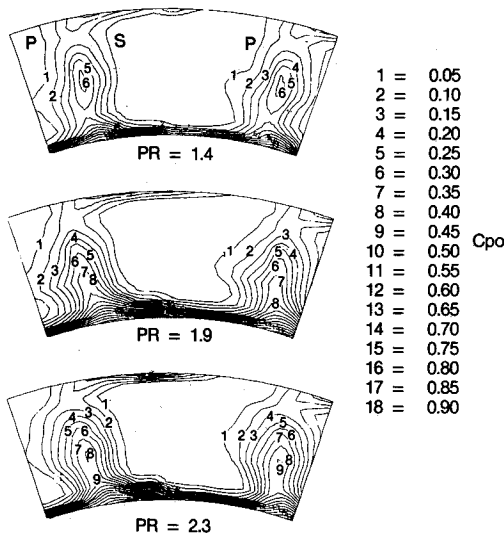 P S P
1 2 5 6 1 2 3 4 5 6
PR = 1.4
1 2 3 4 5 6 7 8 1 2 3 4 5 6 7 8
PR = 1.9
1 2 3 4 5 6 7 8 9 1 2 3 4 5 6 7 8 9
PR = 2.3
1 = 0.05
2 = 0.10
3 = 0.15
4 = 0.20
5 = 0.25
6 = 0.30
7 = 0.35
8 = 0.40
9 = 0.45
10 = 0.50
11 = 0.55
12 = 0.60
13 = 0.65
14 = 0.70
15 = 0.75
16 = 0.80
17 = 0.85
18 = 0.90
Cpo